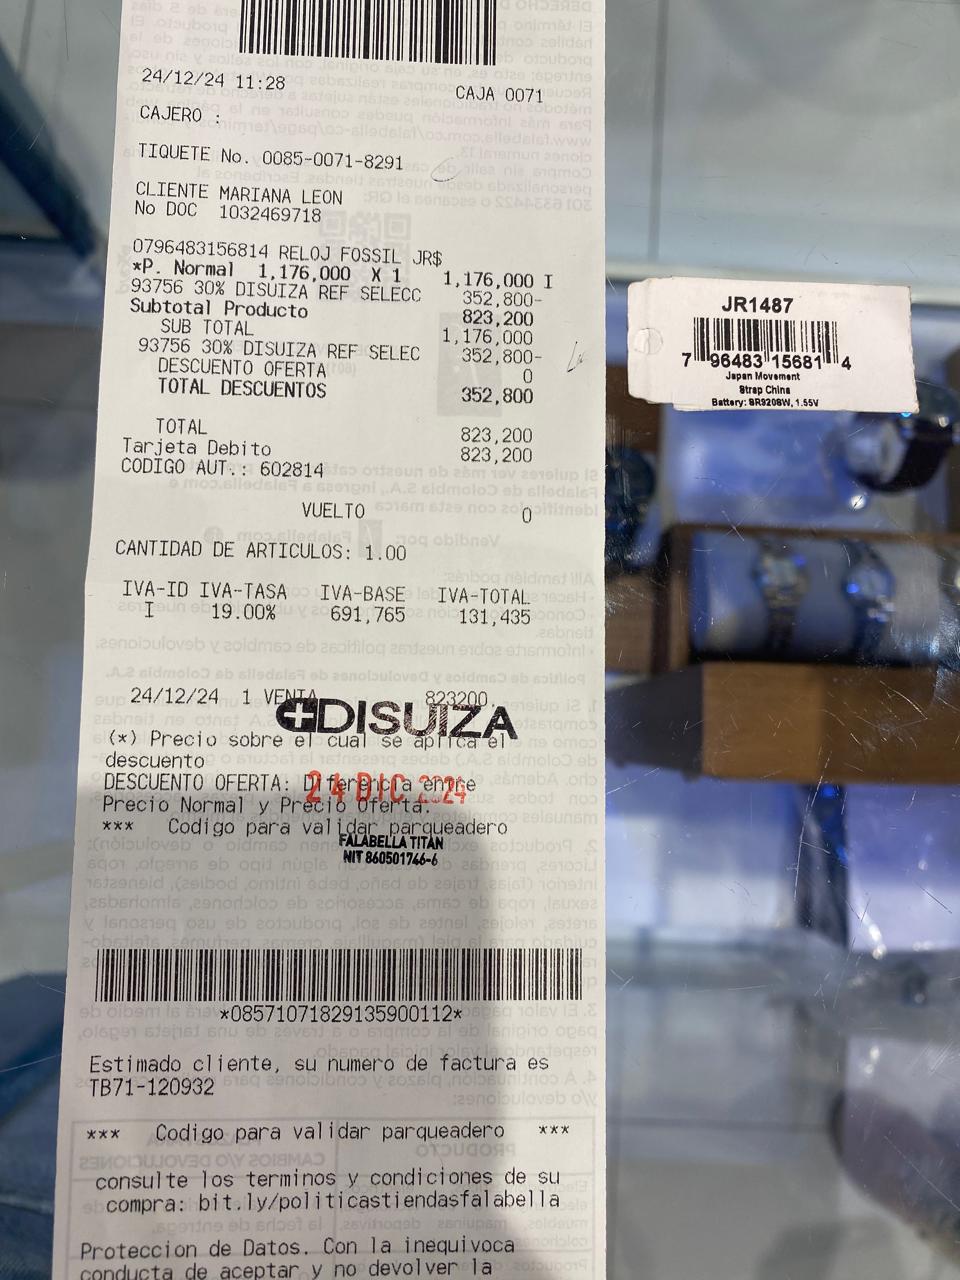 24/12/24 11:28 CAJA 0071
CAJERO :
TIQUETE No. 0085-0071-8291
CLIENTE MARIANA LEON
No DOC 1032469718
0796483156814 RELOJ FOSSIL JR$
*P. Normal 1,176,000 X 1 1,176,000 I
93756 30% DISUIZA REF SELECC 352,800-
Subtotal Producto 823,200
SUB TOTAL 1,176,000
93756 30% DISUIZA REF SELEC 352,800-
DESCUENTO OFERTA 0
TOTAL DESCUENTOS 352,800
TOTAL 823,200
Tarjeta Debito 823,200
CODIGO AUT.: 602814
VUELTO 0
CANTIDAD DE ARTICULOS: 1.00
IVA-ID IVA-TASA IVA-BASE IVA-TOTAL
I 19.00% 691,765 131,435
24/12/24 1 VENTA 823200.
DISUIZA
(*) Precio sobre el cual se aplica el
descuento
DESCUENTO OFERTA: Diferencia entre
24 DIC 2024
Precio Normal y Precio Oferta.
*** Codigo para validar parqueadero
FALABELLA TITÁN
NIT 860501746-6
*08571071829135900112*
Estimado cliente, su numero de factura es
TB71-120932
*** Codigo para validar parqueadero ***
consulte los terminos y condiciones de su
compra: bit.ly/politicastiendasfalabella
Proteccion de Datos. Con la inequivoca
conducta de aceptar y no devolver la
JR1487
7 96483 15681 4
Japan Movement
Strap China
Battery: SR920SW, 1.55V